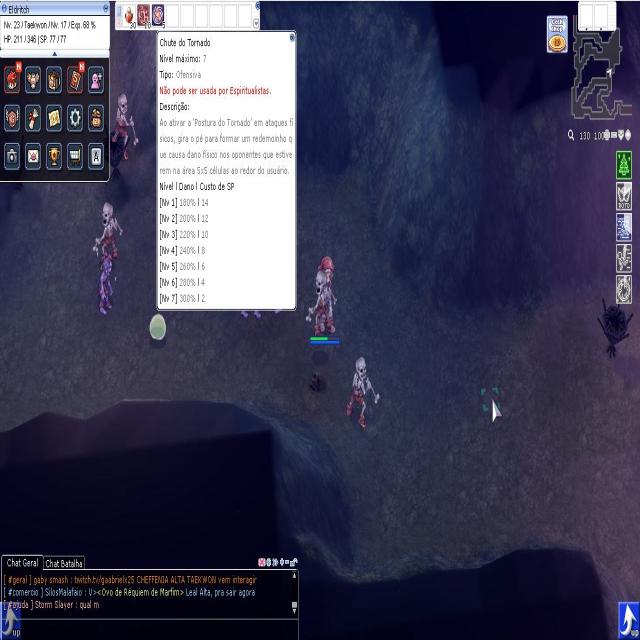 Eldritch
Nv. 23 / Taekwon / Nv. 17 / Exp. 68 %
HP. 211 / 346 | SP. 77 / 77
N
N
A
30
Chute do Tornado
Nível máximo: 7
Tipo: Ofensiva
Não pode ser usada por Espiritualistas.
Descrição:
Ao ativar a 'Postura do Tornado' em ataques fí
sicos, gira o pé para formar um redemoinho q
ue causa dano físico nos oponentes que estive
rem na área 5x5 células ao redor do usuário.
Nível | Dano | Custo de SP
[Nv 1] 180% | 14
[Nv 2] 200% | 12
[Nv 3] 220% | 10
[Nv 4] 240% | 8
[Nv 5] 260% | 6
[Nv 6] 280% | 4
[Nv 7] 300% | 2
Shop
130 100
Chat Geral
Chat Batalha
[ #geral ] gaby smash : twitch.tv/gaabrielx25 CHEFFENIA ALTA TAEKWON vem interagir
[ #comercio ] SilosMalafaio : V><Ovo de Réquiem de Marfim> Leal Alta, pra sair agora
[ #ajuda ] Storm Slayer : qual m
up
up